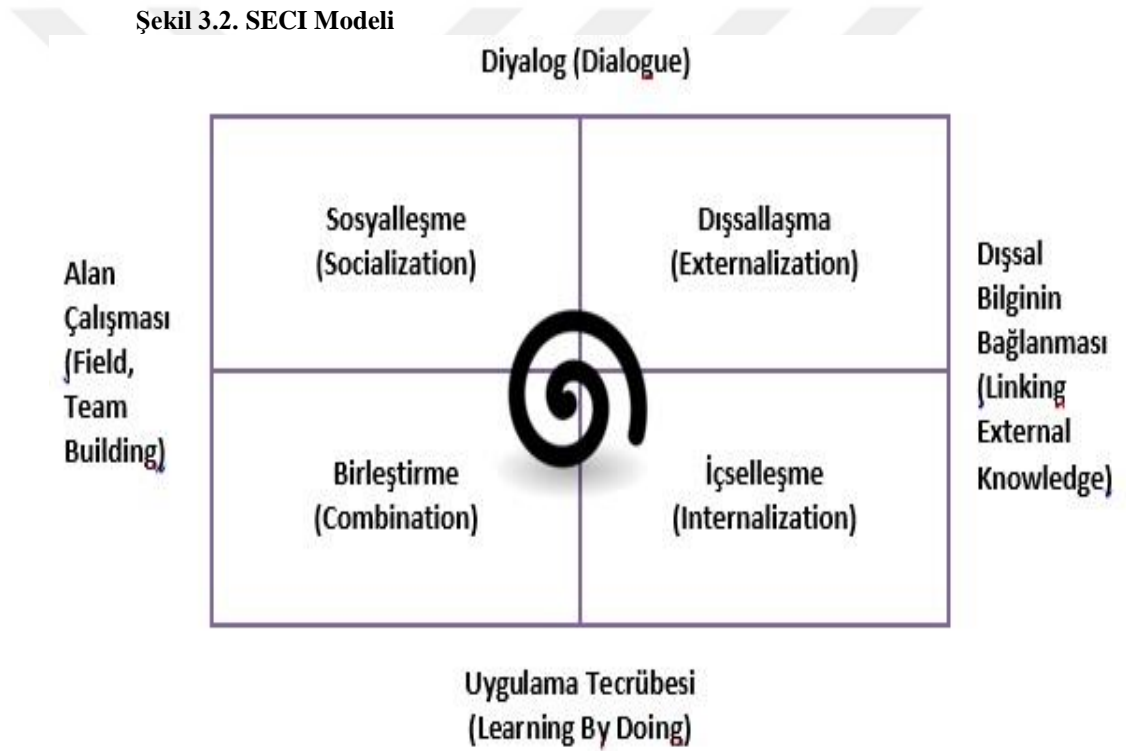 Şekil 3.2. SECI Modeli
Diyalog (Dialogue)
Sosyalleşme
(Socialization)
Dışsallaşma
(Externalization)
Alan
Çalışması
(Field,
Team
Building)
Dışsal
Bilginin
Bağlanması
(Linking
External
Knowledge)
Birleştirme
(Combination)
İçselleşme
(Internalization)
Uygulama Tecrübesi
(Learning By Doing)